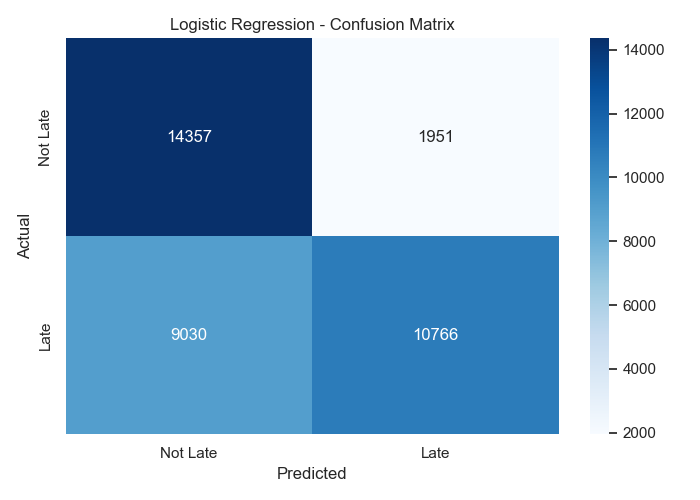 Logistic Regression - Confusion Matrix
Actual
Not Late
Late
14357
1951
9030
10766
Not Late
Late
Predicted
14000
12000
10000
8000
6000
4000
2000